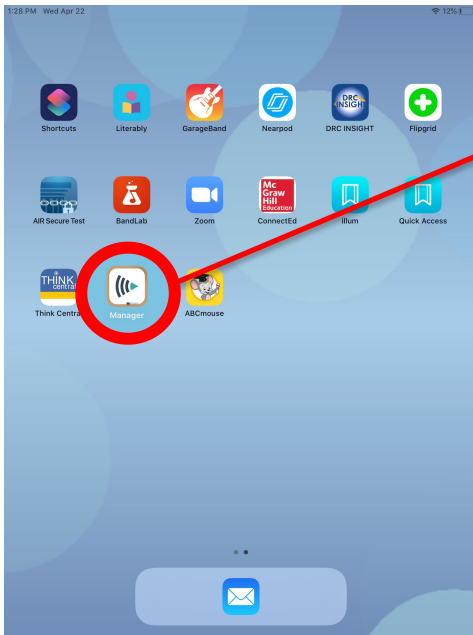 1:28 PM Wed Apr 22 12%
DRC
INSIGHT
Shortcuts Literably GarageBand Nearpod DRC INSIGHT Flipgrid
Mc
Graw
Hill
Education
AIR Secure Test BandLab Zoom ConnectEd illum Quick Access
THINK
central
Think Centra Manager ABCmouse